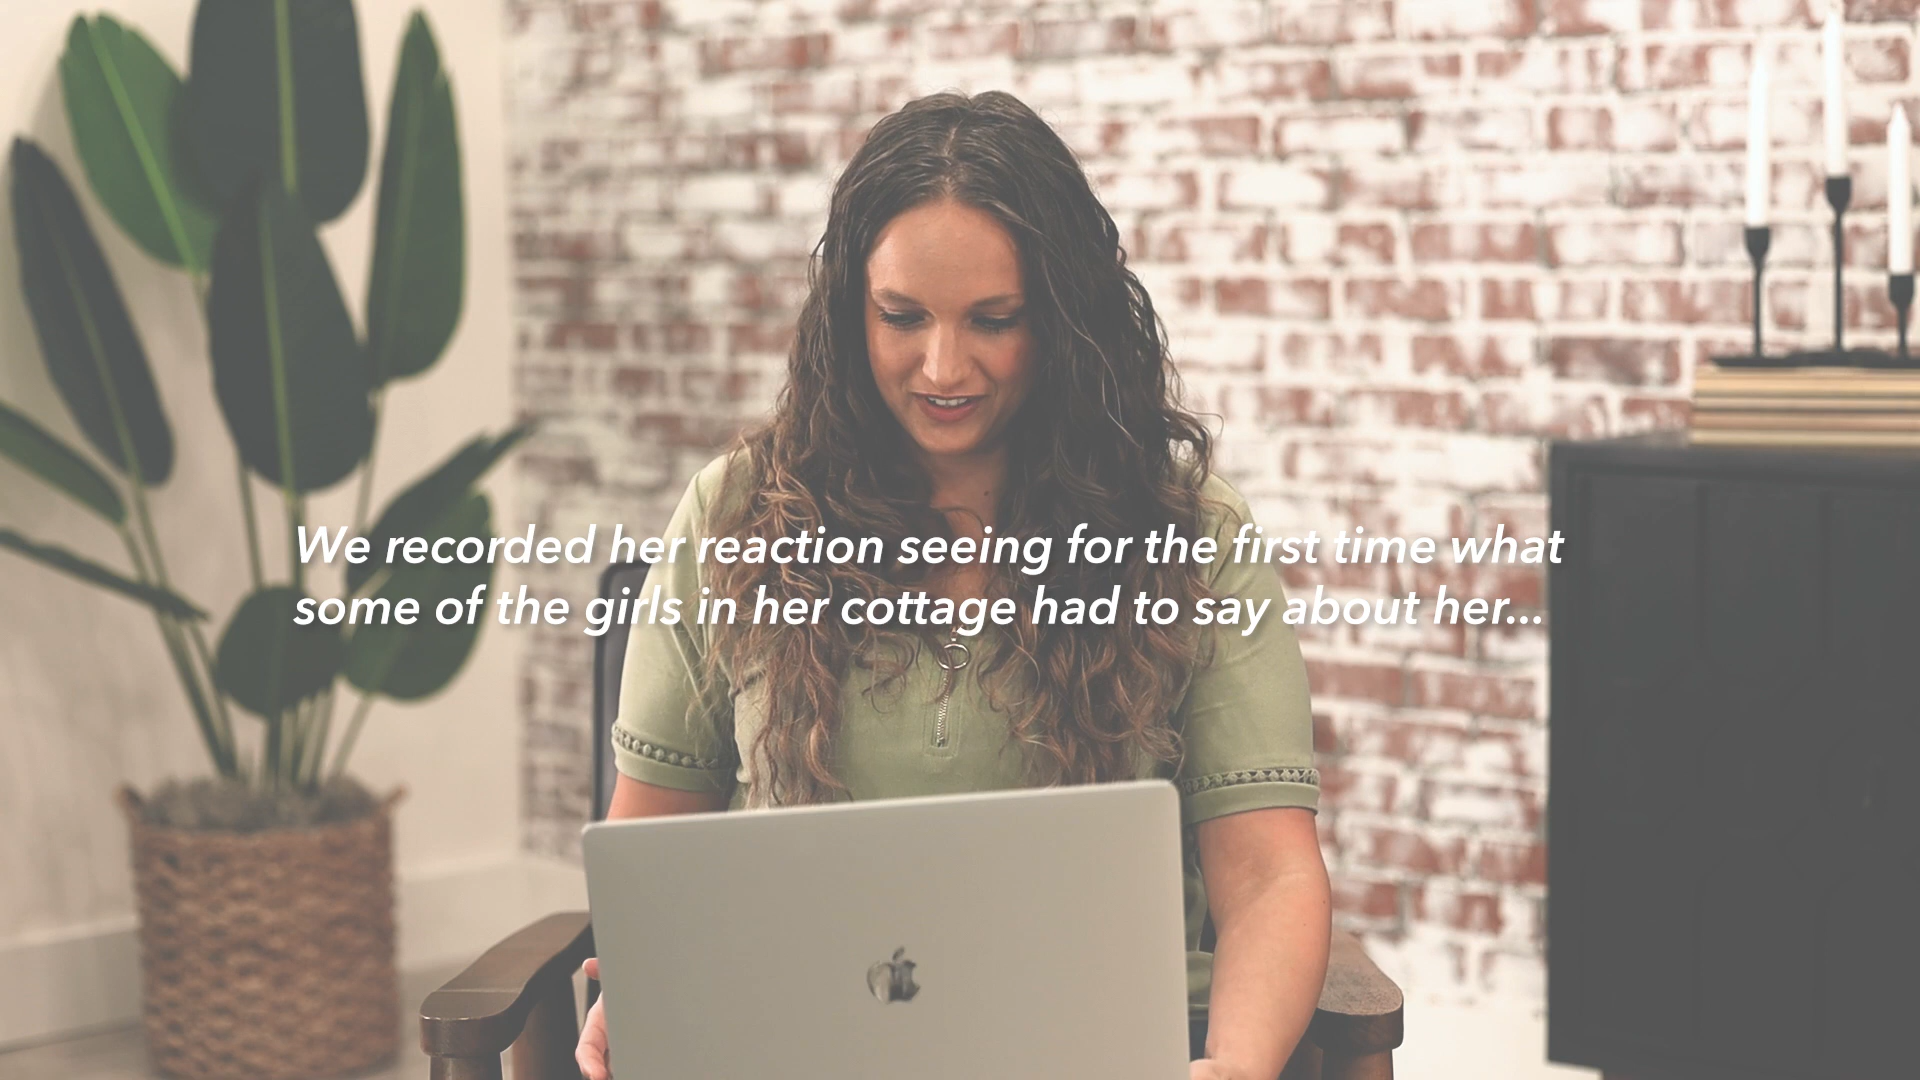 We recorded her reaction seeing for the first time what
some of the girls in her cottage had to say about her...